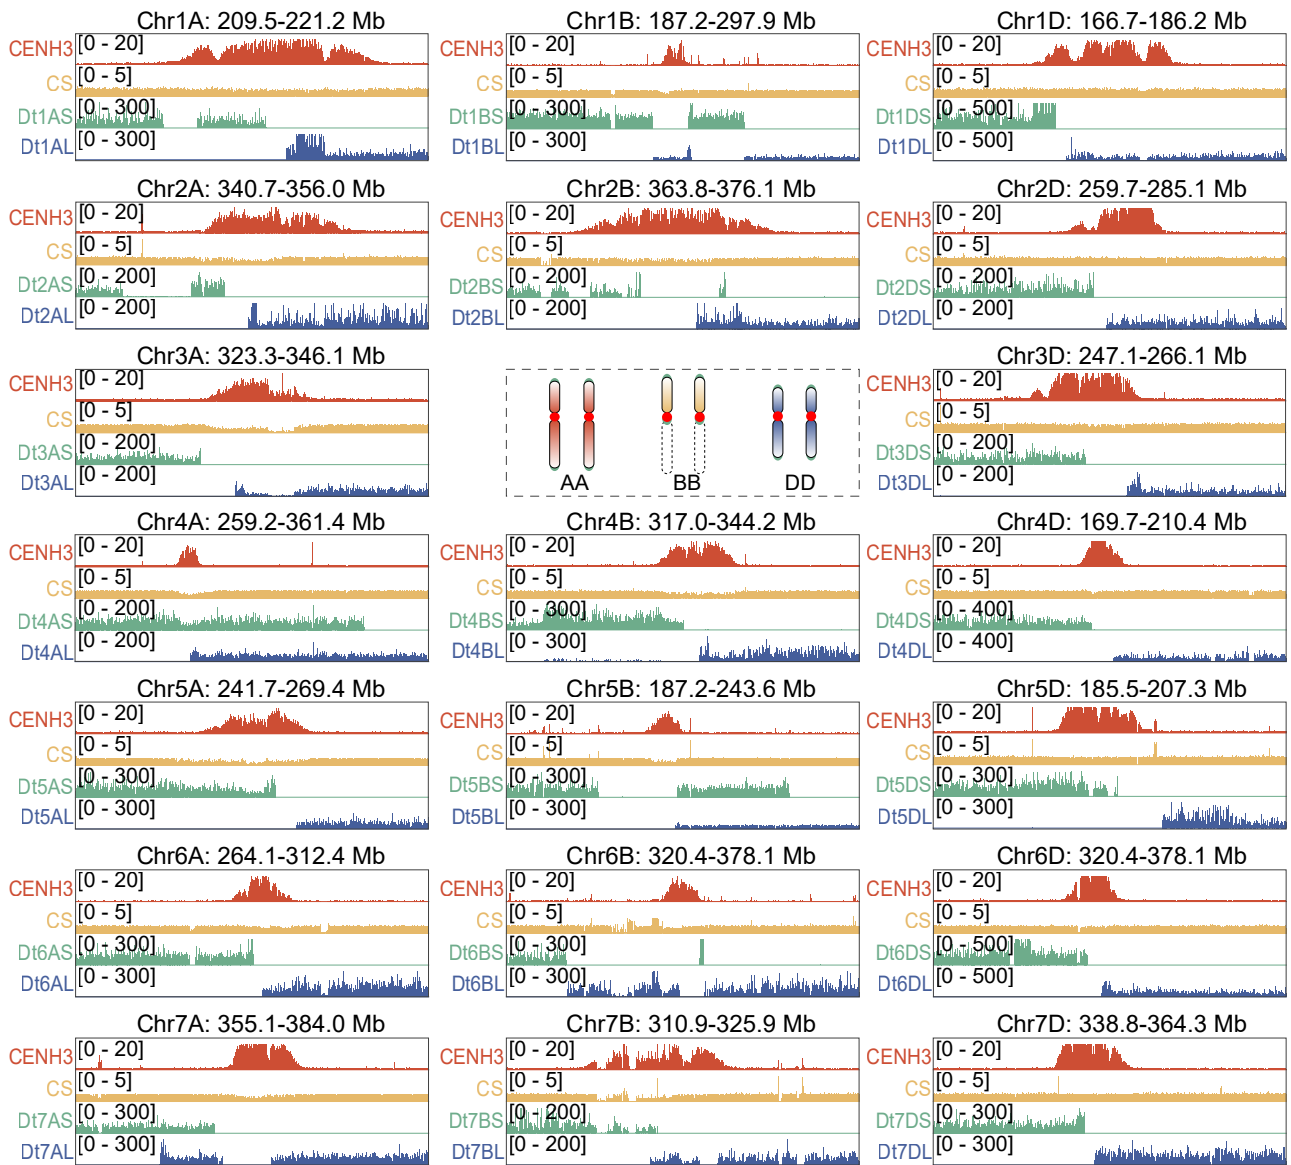 Chr1A: 209.5-221.2 Mb
CENH3 [0 - 20]
CS [0 - 5]
Dt1AS [0 - 300]
Dt1AL [0 - 300]
Chr1B: 187.2-297.9 Mb
CENH3 [0 - 20]
CS [0 - 5]
Dt1BS [0 - 300]
Dt1BL [0 - 300]
Chr1D: 166.7-186.2 Mb
CENH3 [0 - 20]
CS [0 - 5]
Dt1DS [0 - 500]
Dt1DL [0 - 500]
Chr2A: 340.7-356.0 Mb
CENH3 [0 - 20]
CS [0 - 5]
Dt2AS [0 - 200]
Dt2AL [0 - 200]
Chr2B: 363.8-376.1 Mb
CENH3 [0 - 20]
CS [0 - 5]
Dt2BS [0 - 200]
Dt2BL [0 - 200]
Chr2D: 259.7-285.1 Mb
CENH3 [0 - 20]
CS [0 - 5]
Dt2DS [0 - 200]
Dt2DL [0 - 200]
Chr3A: 323.3-346.1 Mb
CENH3 [0 - 20]
CS [0 - 5]
Dt3AS [0 - 200]
Dt3AL [0 - 200]
AA BB DD
Chr3D: 247.1-266.1 Mb
CENH3 [0 - 20]
CS [0 - 5]
Dt3DS [0 - 200]
Dt3DL [0 - 200]
Chr4A: 259.2-361.4 Mb
CENH3 [0 - 20]
CS [0 - 5]
Dt4AS [0 - 200]
Dt4AL [0 - 200]
Chr4B: 317.0-344.2 Mb
CENH3 [0 - 20]
CS [0 - 5]
Dt4BS [0 - 300]
Dt4BL [0 - 300]
Chr4D: 169.7-210.4 Mb
CENH3 [0 - 20]
CS [0 - 5]
Dt4DS [0 - 400]
Dt4DL [0 - 400]
Chr5A: 241.7-269.4 Mb
CENH3 [0 - 20]
CS [0 - 5]
Dt5AS [0 - 300]
Dt5AL [0 - 300]
Chr5B: 187.2-243.6 Mb
CENH3 [0 - 20]
CS [0 - 5]
Dt5BS [0 - 300]
Dt5BL [0 - 300]
Chr5D: 185.5-207.3 Mb
CENH3 [0 - 20]
CS [0 - 5]
Dt5DS [0 - 300]
Dt5DL [0 - 300]
Chr6A: 264.1-312.4 Mb
CENH3 [0 - 20]
CS [0 - 5]
Dt6AS [0 - 300]
Dt6AL [0 - 300]
Chr6B: 320.4-378.1 Mb
CENH3 [0 - 20]
CS [0 - 5]
Dt6BS [0 - 300]
Dt6BL [0 - 300]
Chr6D: 320.4-378.1 Mb
CENH3 [0 - 20]
CS [0 - 5]
Dt6DS [0 - 500]
Dt6DL [0 - 500]
Chr7A: 355.1-384.0 Mb
CENH3 [0 - 20]
CS [0 - 5]
Dt7AS [0 - 300]
Dt7AL [0 - 300]
Chr7B: 310.9-325.9 Mb
CENH3 [0 - 20]
CS [0 - 5]
Dt7BS [0 - 200]
Dt7BL [0 - 200]
Chr7D: 338.8-364.3 Mb
CENH3 [0 - 20]
CS [0 - 5]
Dt7DS [0 - 300]
Dt7DL [0 - 300]